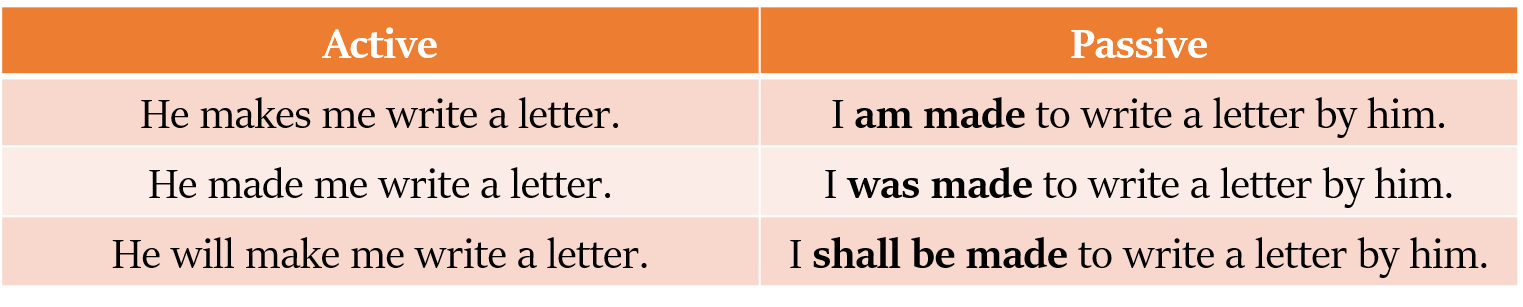 Active Passive
He makes me write a letter. I am made to write a letter by him.
He made me write a letter. I was made to write a letter by him.
He will make me write a letter. I shall be made to write a letter by him.